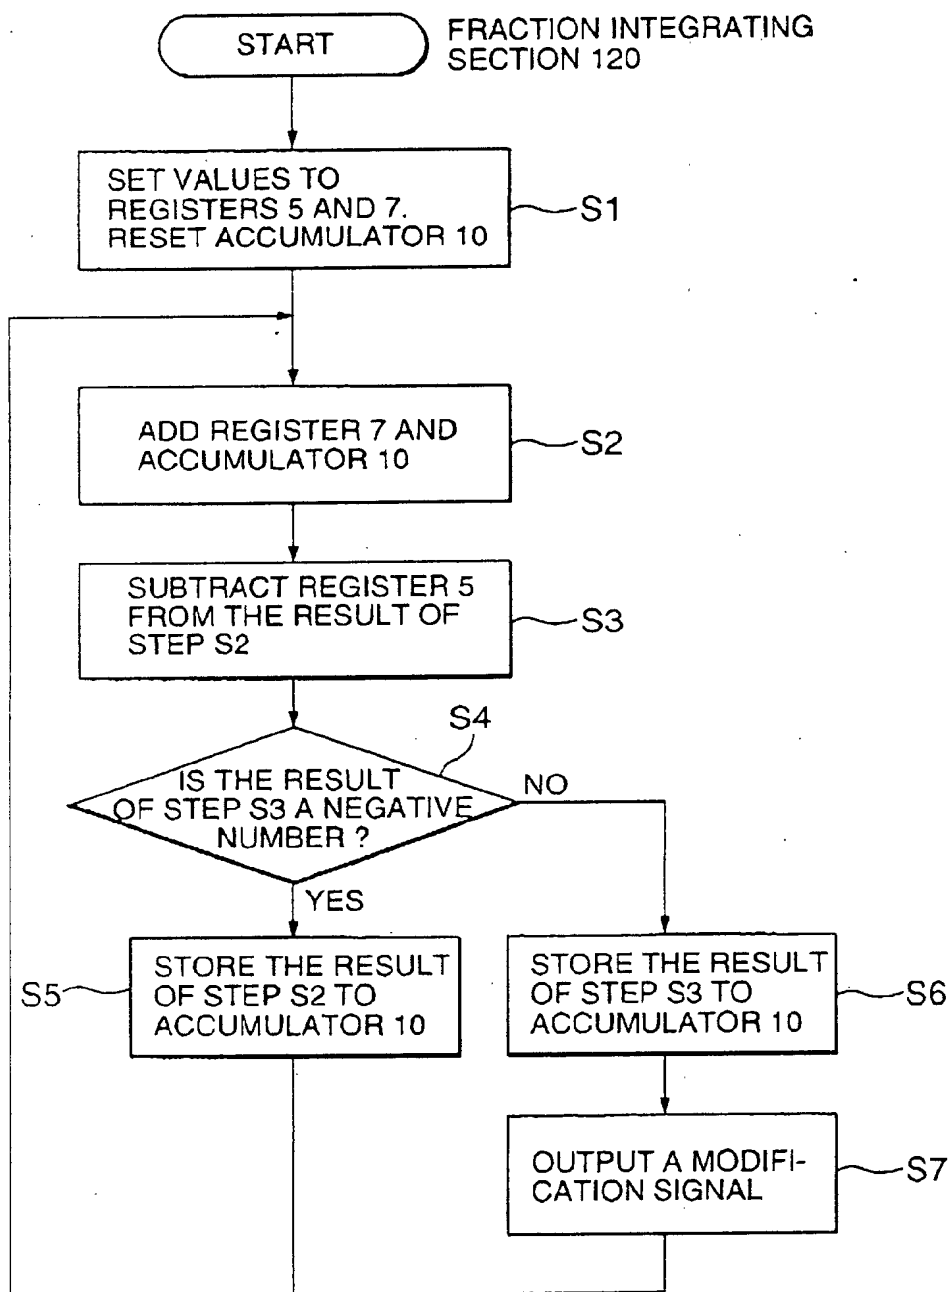 START
FRACTION INTEGRATING
SECTION 120
SET VALUES TO
REGISTERS 5 AND 7.
RESET ACCUMULATOR 10
S1
ADD REGISTER 7 AND
ACCUMULATOR 10
S2
SUBTRACT REGISTER 5
FROM THE RESULT OF
STEP S2
S3
S4
IS THE RESULT
OF STEP S3 A NEGATIVE
NUMBER ?
NO
YES
S5
STORE THE RESULT
OF STEP S2 TO
ACCUMULATOR 10
STORE THE RESULT
OF STEP S3 TO
ACCUMULATOR 10
S6
OUTPUT A MODIFI-
CATION SIGNAL
S7